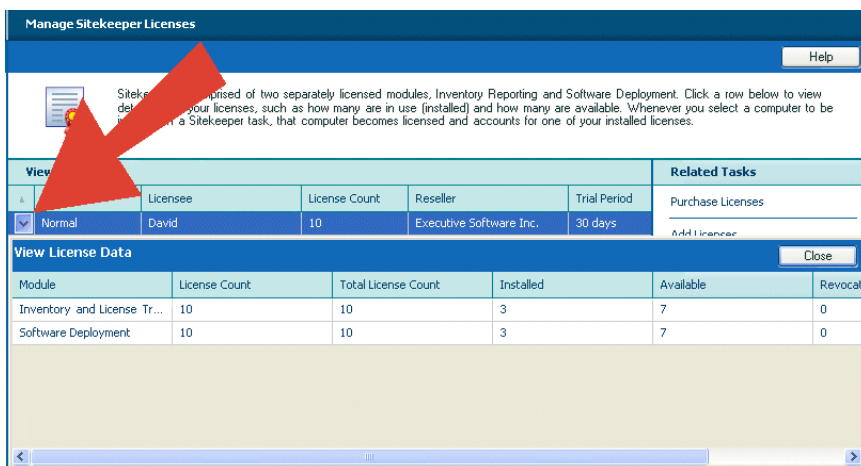 Manage Sitekeeper Licenses
Help
prised of two separately licensed modules, Inventory Reporting and Software Deployment. Click a row below to view
your licenses, such as how many are in use (installed) and how many are available. Whenever you select a computer to be
a Sitekeeper task, that computer becomes licensed and accounts for one of your installed
licenses.
View
Related Tasks
Licensee License Count Reseller Trial Period
Purchase Licenses
Normal David 10 Executive Software Inc. 30 days
Add Licenses
View License Data
Close
Module License Count Total License Count Installed Available Revocat
Inventory and License Tr... 10 10 3 7 0
Software Deployment 10 10 3 7 0